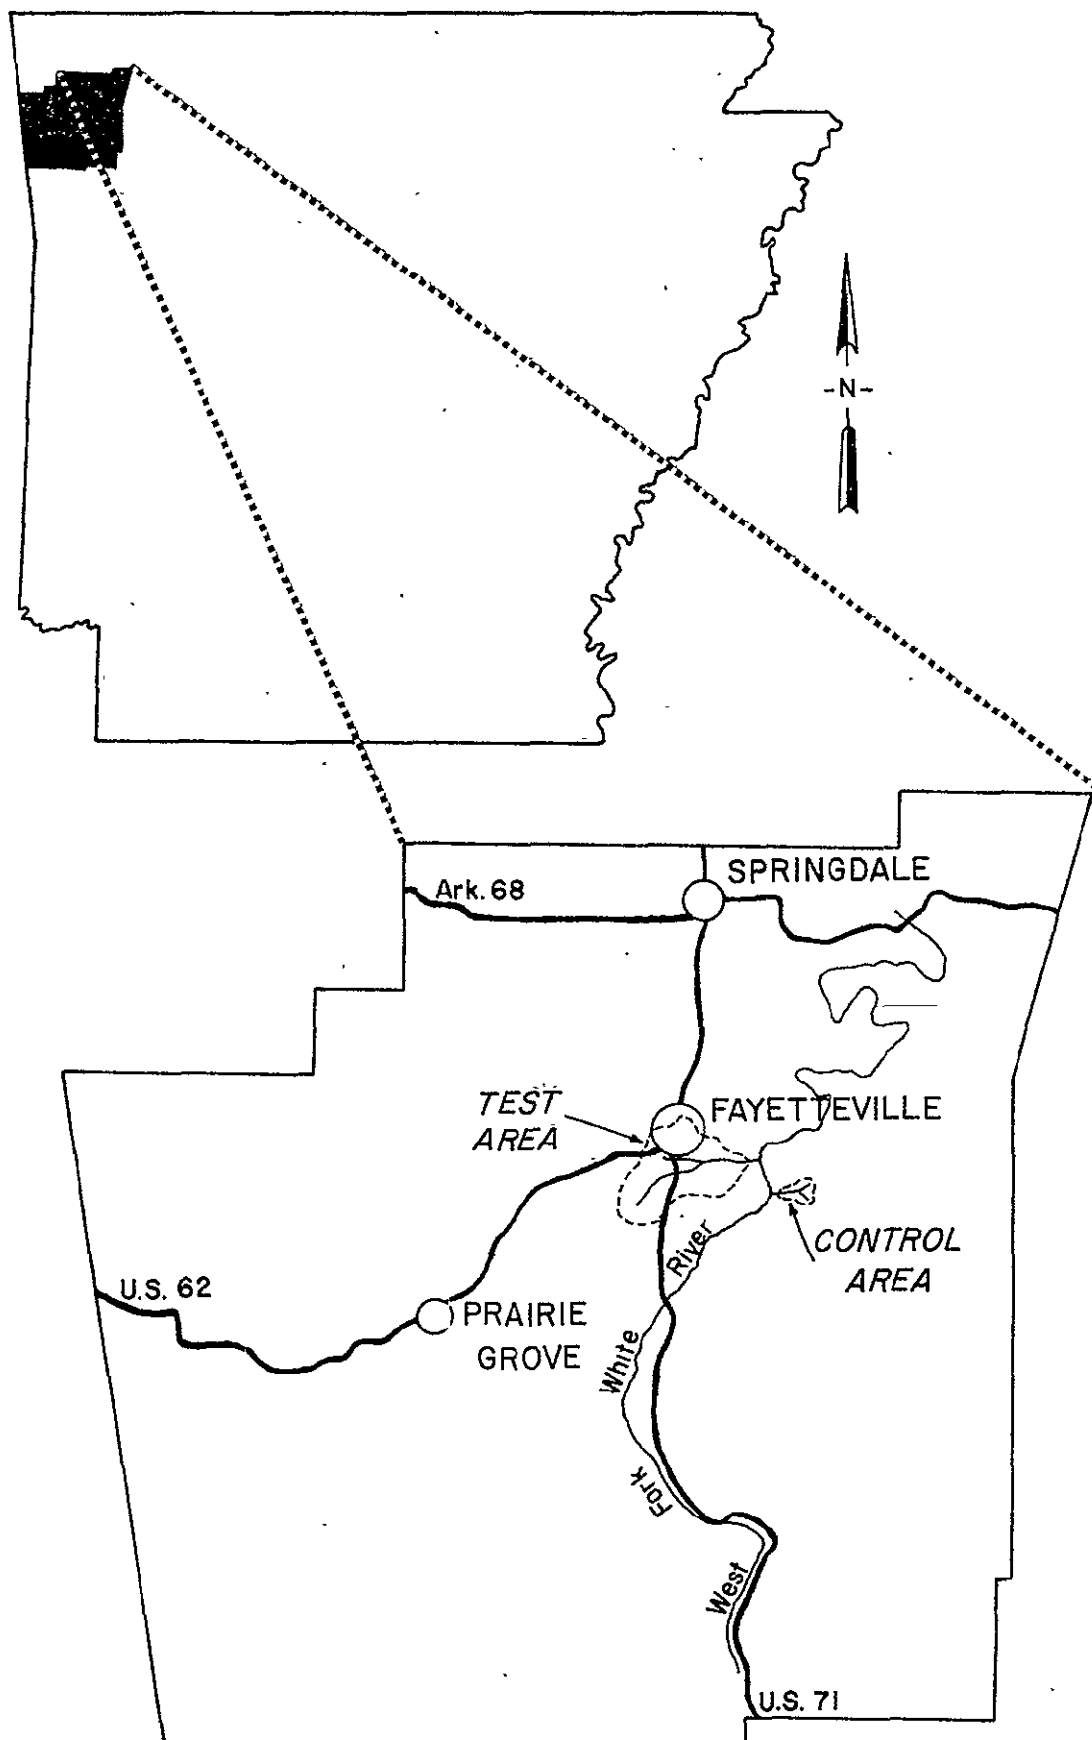 -N-
SPRINGDALE
Ark. 68
TEST
AREA
FAYETTEVILLE
CONTROL
AREA
River
U.S. 62
PRAIRIE
GROVE
White
Fork
West
U.S. 71